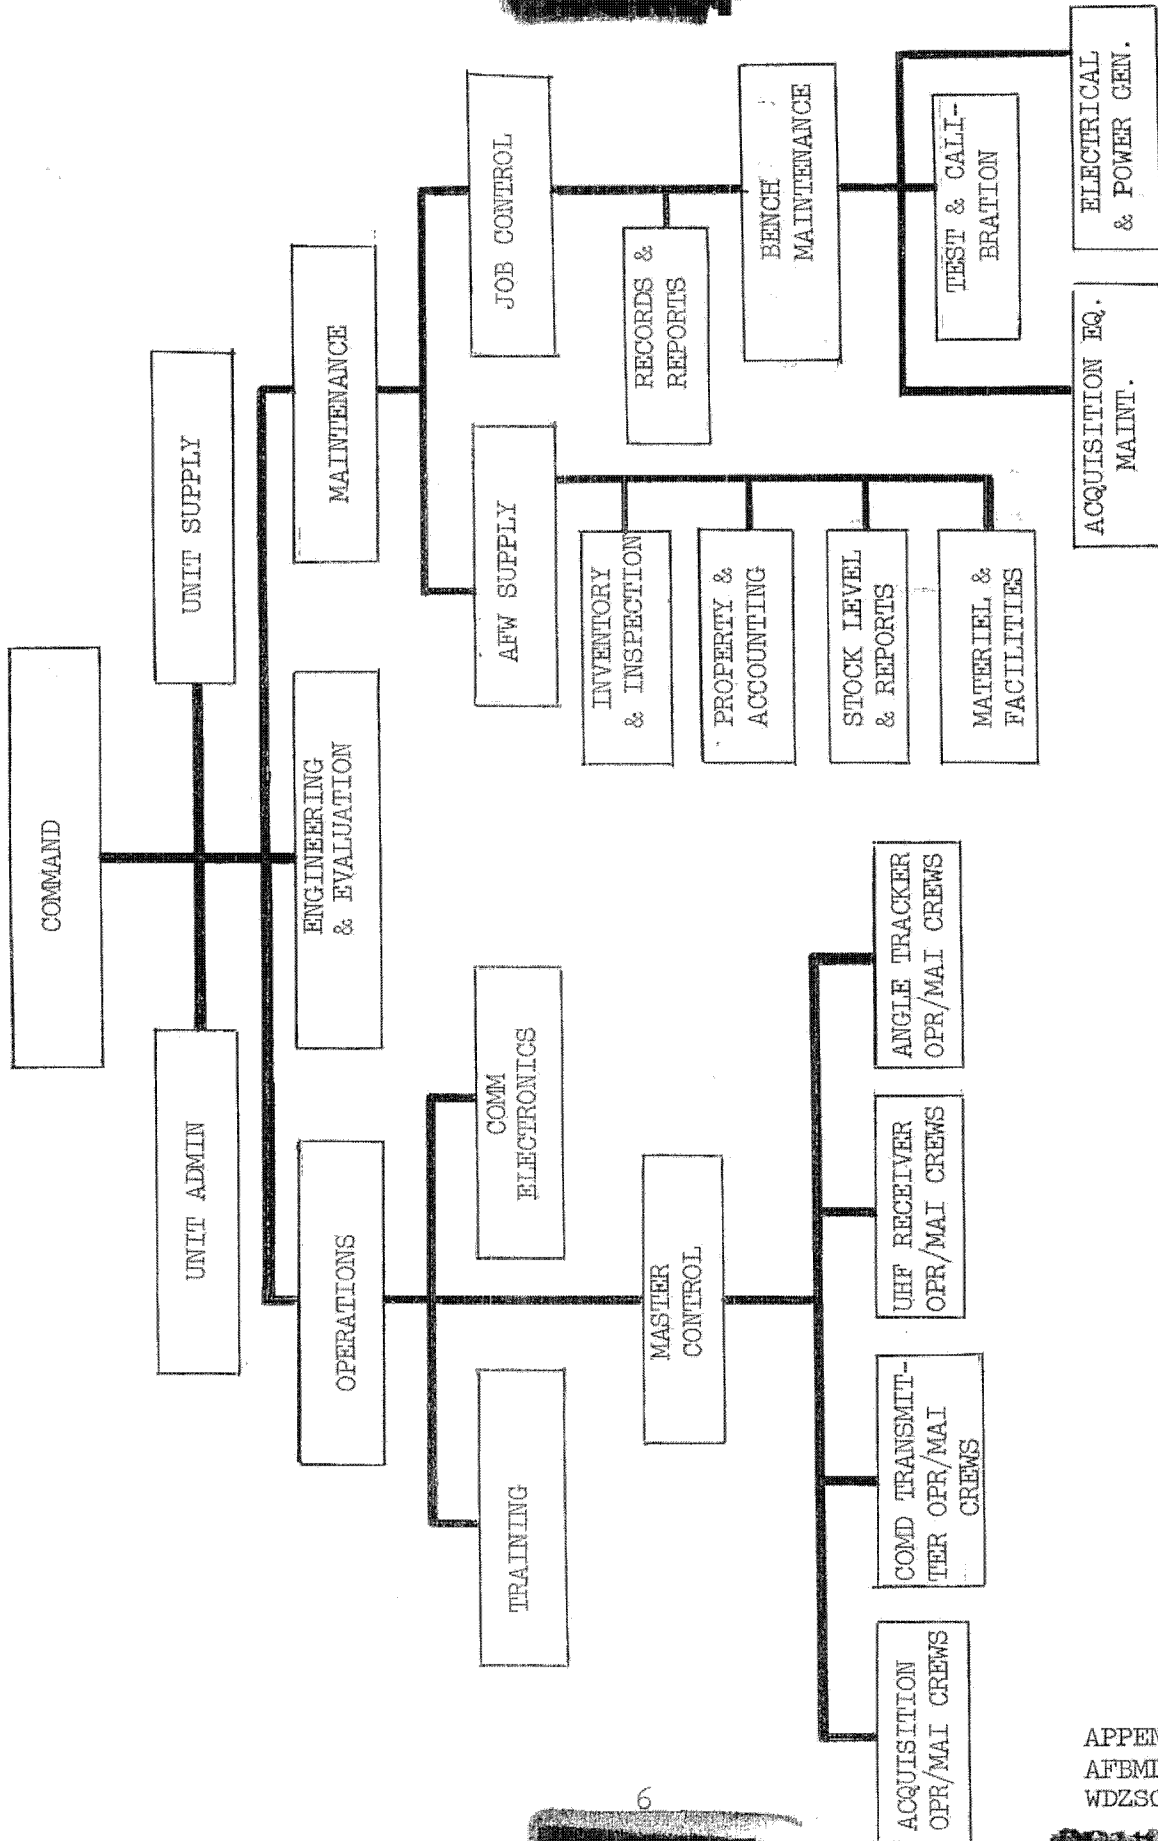 COMMAND
UNIT ADMIN
UNIT SUPPLY
OPERATIONS
ENGINEERING
& EVALUATION
MAINTENANCE
TRAINING
COMM
ELECTRONICS
AFW SUPPLY
JOB CONTROL
MASTER
CONTROL
INVENTORY
& INSPECTION
PROPERTY &
ACCOUNTING
STOCK LEVEL
& REPORTS
MATERIEL &
FACILITIES
RECORDS &
REPORTS
BENCH
MAINTENANCE
ACQUISITION
OPR/MAI CREWS
COMD TRANSMIT-
TER OPR/MAI
CREWS
UHF RECEIVER
OPR/MAI CREWS
ANGLE TRACKER
OPR/MAI CREWS
ACQUISITION EQ.
MAINT.
TEST & CALI-
BRATION
ELECTRICAL
& POWER GEN.
6